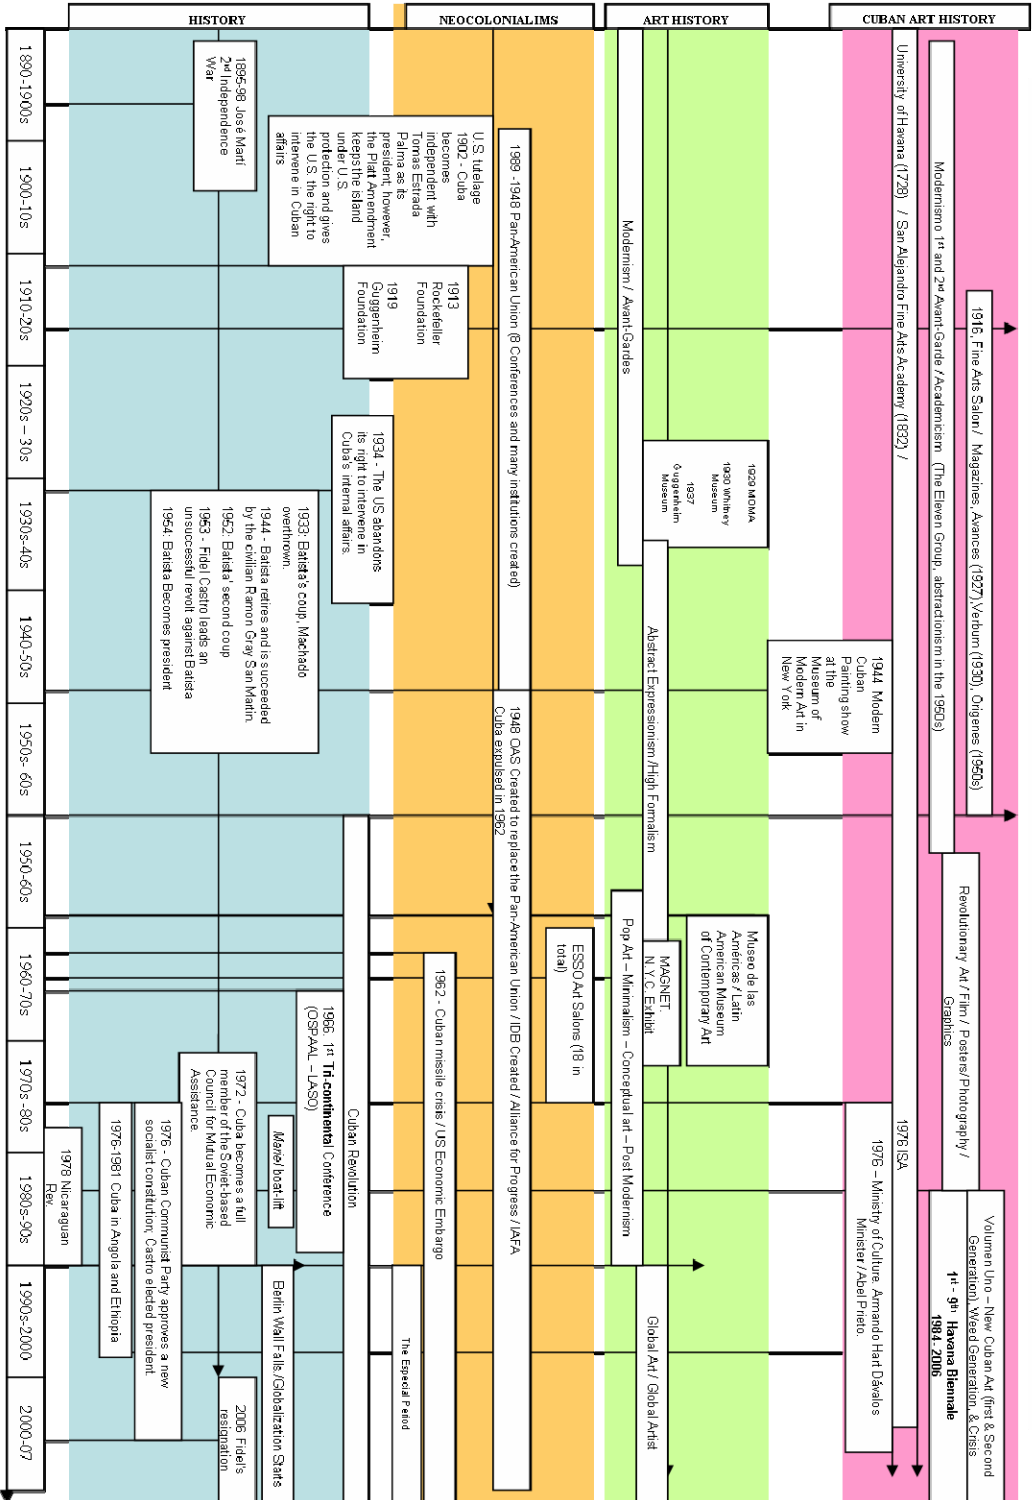 HISTORY
NEOCOLONIALIMS
ART HISTORY
CUBAN ART HISTORY
1890-1900s
1900-10s
1910-20s
1920s – 30s
1930s-40s
1940-50s
1950s- 60s
1950-60s
1960-70s
1970s -80s
1980s-90s
1990s-2000
2000-07
1895-98 José Martí
2nd Independence
War
U.S. tutelage
1902 - Cuba
becomes
independent with
Tomas Estrada
Palma as its
president; however,
the Platt Amendment
keeps the island
under U.S.
protection and gives
the U.S. the right to
intervene in Cuban
affairs
1913
Rockefeller
Foundation
1919
Guggenheim
Foundation
1934 - The US abandons
its right to intervene in
Cuba's internal affairs.
1933: Batista's coup, Machado
overthrown.
1944 - Batista retires and is succeeded
by the civilian Ramon Gray San Martin.
1952: Batista' second coup
1953 - Fidel Castro leads an
unsuccessful revolt against Batista
1954: Batista Becomes president
Cuban Revolution
1966, 1st Tri-continental Conference
(OSPAAL – LASO)
Mariel boat-lift
1972 - Cuba becomes a full
member of the Soviet-based
Council for Mutual Economic
Assistance.
1976 - Cuban Communist Party approves a new
socialist constitution; Castro elected president.
1976-1981 Cuba in Angola and Ethiopia
1978 Nicaraguan
Rev.
Berlin Wall Falls /Globalization Starts
2006 Fidel's
resignation
1989 -1948 Pan-American Union (8 Conferences and many institutions created)
1948 OAS Created to replace the Pan-American Union / IDB Created / Alliance for Progress / IAFA
Cuba expulsed in 1962
ESSO Art Salons (18 in
total)
1962 - Cuban missile crisis / US Economic Embargo
The Especial Period
Modernism / Avant-Gardes
1929 MOMA
1930 Whitney
Museum
1937
Guggenheim
Museum
Abstract Expressionism /High Formalism
Museo de las
Américas / Latin
American Museum
of Contemporary Art
MAGNET.
N.Y.C. Exhibit
Pop Art – Minimalism – Conceptual art – Post Modernism
Global Art / Global Artist
University of Havana (1728) / San Alejandro Fine Arts Academy (1832) /
1976 ISA
Modernismo 1st and 2nd Avant-Garde / Academicism (The Eleven Group, abstractionism in the 1950s)
1916, Fine Arts Salon / Magazines, Avances (1927),Verbum (1930), Origenes (1950s)
1944 Modern
Cuban
Painting show
at the
Museum of
Modern Art in
New York
Revolutionary Art / Film / Posters/ Photography /
Graphics
1976 – Ministry of Culture. Armando Hart Dávalos
Minister / Abel Prieto.
Volumen Uno – New Cuban Art (first & Second
Generation), Weed Generation, & Crisis
1st – 9th Havana Biennale
1984- 2006